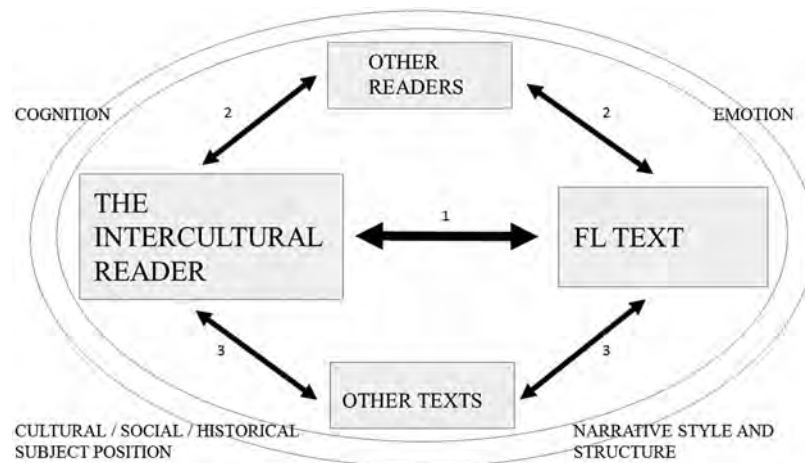 OTHER
READERS
COGNITION
2
2
EMOTION
THE
INTERCULTURAL
READER
1
FL TEXT
3
3
OTHER TEXTS
CULTURAL / SOCIAL / HISTORICAL
SUBJECT POSITION
NARRATIVE STYLE AND
STRUCTURE